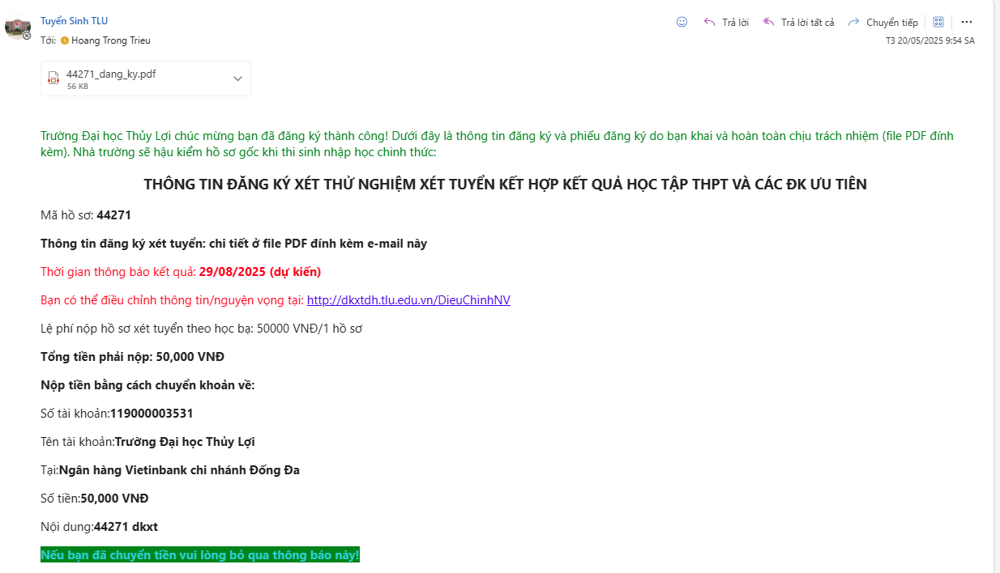 Tuyển Sinh TLU
Trả lời
Trả lời tất cả
Chuyển tiếp
Tới: Hoang Trong Trieu
T3 20/05/2025 9:54 SA
44271_dang_ky.pdf
56 KB
Trường Đại học Thủy Lợi chúc mừng bạn đã đăng ký thành công! Dưới đây là thông tin đăng ký và phiếu đăng ký do bạn khai và hoàn toàn chịu trách nhiệm (file PDF đính
kèm). Nhà trường sẽ hậu kiểm hồ sơ gốc khi thi sinh nhập học chinh thức:
THÔNG TIN ĐĂNG KÝ XÉT THỬ NGHIỆM XÉT TUYỂN KẾT HỢP KẾT QUẢ HỌC TẬP THPT VÀ CÁC ĐK ƯU TIÊN
Mã hồ sơ: 44271
Thông tin đăng ký xét tuyển: chi tiết ở file PDF đính kèm e-mail này
Thời gian thông báo kết quả: 29/08/2025 (dự kiến)
Bạn có thể điều chỉnh thông tin/nguyện vọng tại: http://dkxtdh.tlu.edu.vn/DieuChinhNV
Lệ phí nộp hồ sơ xét tuyển theo học bạ: 50000 VNĐ/1 hồ sơ
Tổng tiền phải nộp: 50,000 VNĐ
Nộp tiền bằng cách chuyển khoản về:
Số tài khoản:119000003531
Tên tài khoản:Trường Đại học Thủy Lợi
Tại:Ngân hàng Vietinbank chi nhánh Đống Đa
Số tiền:50,000 VNĐ
Nội dung:44271 dkxt
Nếu bạn đã chuyển tiền vui lòng bỏ qua thông báo này!